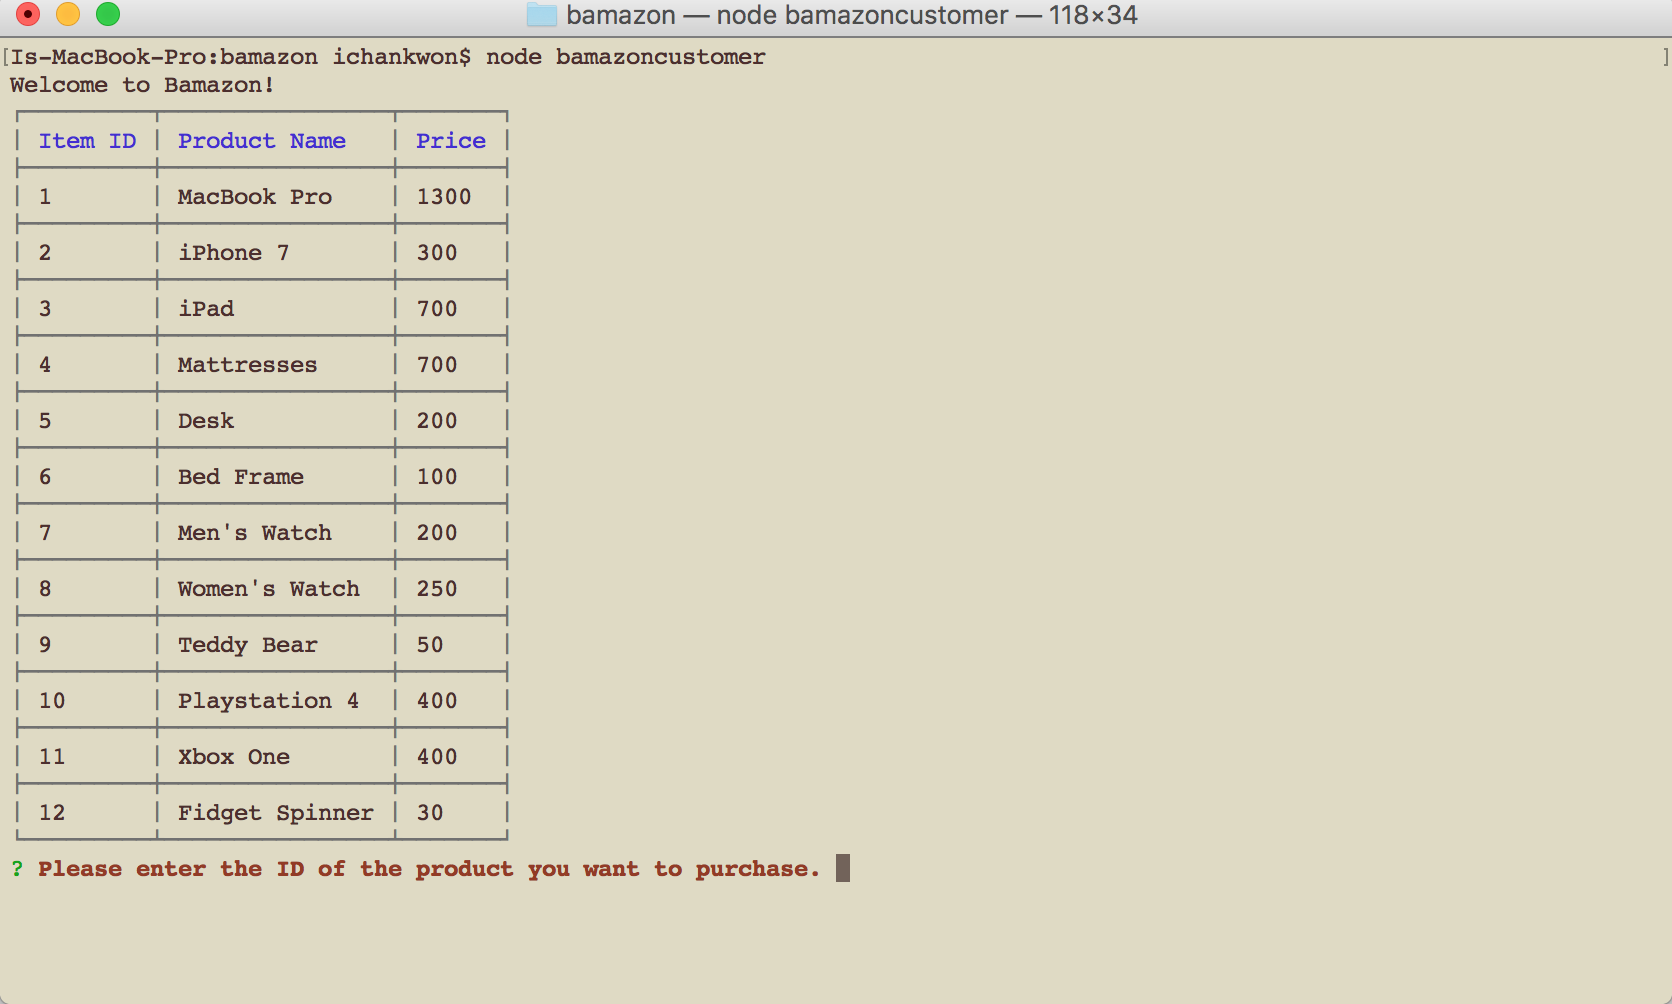 bamazon — node bamazoncustomer — 118×34
[Is-MacBook-Pro:bamazon ichankwon$ node bamazoncustomer ]
Welcome to Bamazon!
Item ID Product Name Price
1 MacBook Pro 1300
2 iPhone 7 300
3 iPad 700
4 Mattresses 700
5 Desk 200
6 Bed Frame 100
7 Men's Watch 200
8 Women's Watch 250
9 Teddy Bear 50
10 Playstation 4 400
11 Xbox One 400
12 Fidget Spinner 30
? Please enter the ID of the product you want to purchase.